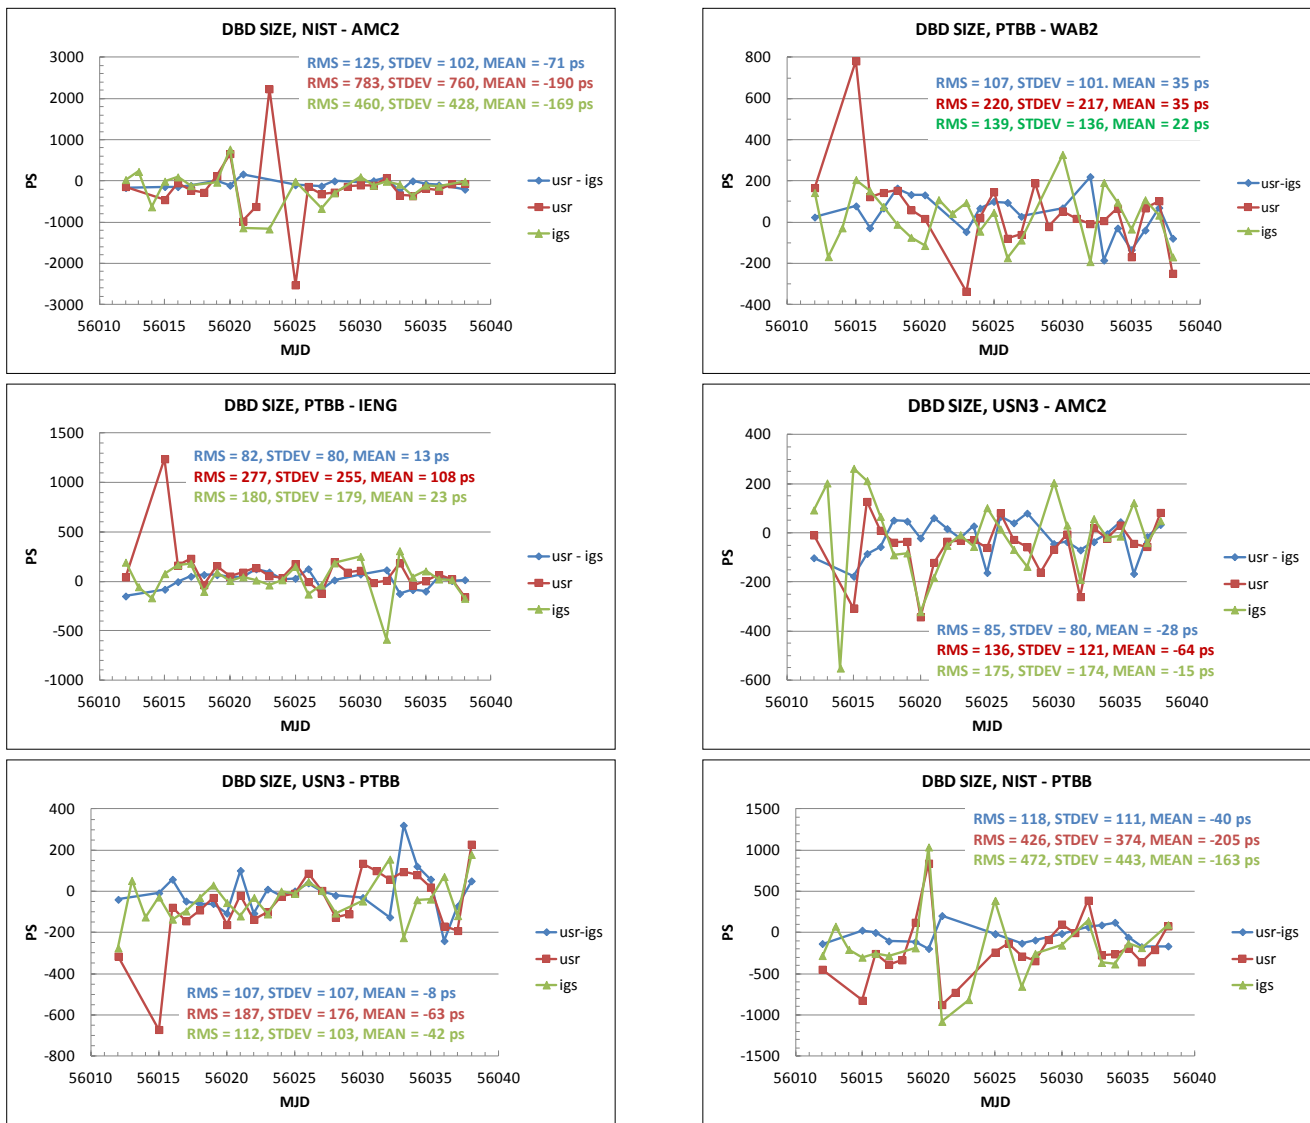 DBD SIZE, NIST - AMC2
RMS = 125, STDEV = 102, MEAN = -71 ps
RMS = 783, STDEV = 760, MEAN = -190 ps
RMS = 460, STDEV = 428, MEAN = -169 ps
3000
2000
1000
0
-1000
-2000
-3000
PS
56010 56015 56020 56025 56030 56035 56040
MJD
usr - igs
usr
igs
DBD SIZE, PTBB - WAB2
RMS = 107, STDEV = 101. MEAN = 35 ps
RMS = 220, STDEV = 217, MEAN = 35 ps
RMS = 139, STDEV = 136, MEAN = 22 ps
800
600
400
200
0
-200
-400
PS
56010 56015 56020 56025 56030 56035 56040
MJD
usr-igs
usr
igs
DBD SIZE, PTBB - IENG
RMS = 82, STDEV = 80, MEAN = 13 ps
RMS = 277, STDEV = 255, MEAN = 108 ps
RMS = 180, STDEV = 179, MEAN = 23 ps
1500
1000
500
0
-500
-1000
PS
56010 56015 56020 56025 56030 56035 56040
MJD
usr - igs
usr
igs
DBD SIZE, USN3 - AMC2
400
200
0
-200
-400
-600
PS
RMS = 85, STDEV = 80, MEAN = -28 ps
RMS = 136, STDEV = 121, MEAN = -64 ps
RMS = 175, STDEV = 174, MEAN = -15 ps
56010 56015 56020 56025 56030 56035 56040
MJD
usr - igs
usr
igs
DBD SIZE, USN3 - PTBB
400
200
0
-200
-400
-600
-800
PS
RMS = 107, STDEV = 107, MEAN = -8 ps
RMS = 187, STDEV = 176, MEAN = -63 ps
RMS = 112, STDEV = 103, MEAN = -42 ps
56010 56015 56020 56025 56030 56035 56040
MJD
usr-igs
usr
igs
DBD SIZE, NIST - PTBB
RMS = 118, STDEV = 111, MEAN = -40 ps
RMS = 426, STDEV = 374, MEAN = -205 ps
RMS = 472, STDEV = 443, MEAN = -163 ps
1500
1000
500
0
-500
-1000
-1500
PS
56010 56015 56020 56025 56030 56035 56040
MJD
usr-igs
usr
igs